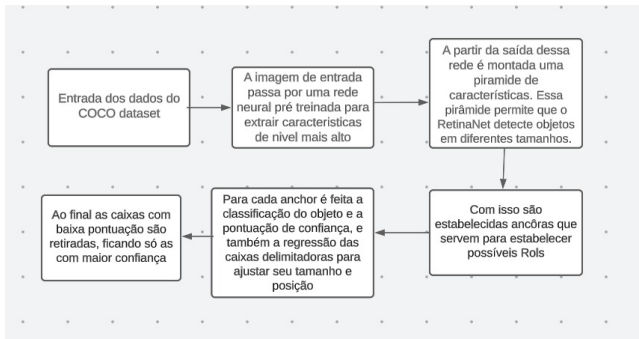 Entrada dos dados do
COCO dataset
A imagem de entrada
passa por uma rede
neural pré treinada para
extrair caracteristicas
de nivel mais alto
A partir da saída dessa
rede é montada uma
piramide de
características. Essa
pirâmide permite que o
RetinaNet detecte objetos
em diferentes tamanhos.
Com isso são
estabelecidas ancôras que
servem para estabelecer
possíveis RoIs
Para cada anchor é feita a
classificação do objeto e a
pontuação de confiança, e
também a regressão das
caixas delimitadoras para
ajustar seu tamanho e
posição
Ao final as caixas com
baixa pontuação são
retiradas, ficando só as
com maior confiança